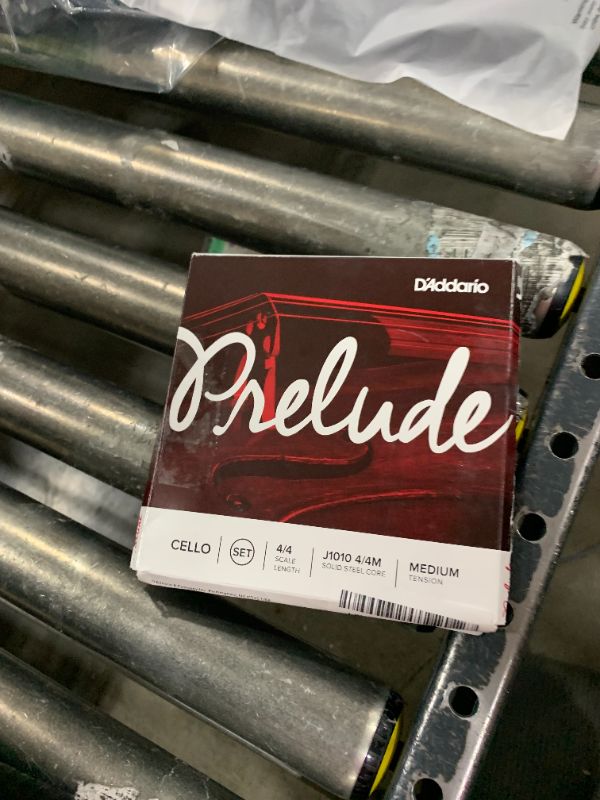 D'Addario
Prelude
CELLO
SET
4/4
SCALE
LENGTH
J1010 4/4M
SOLID STEEL CORE
MEDIUM
TENSION